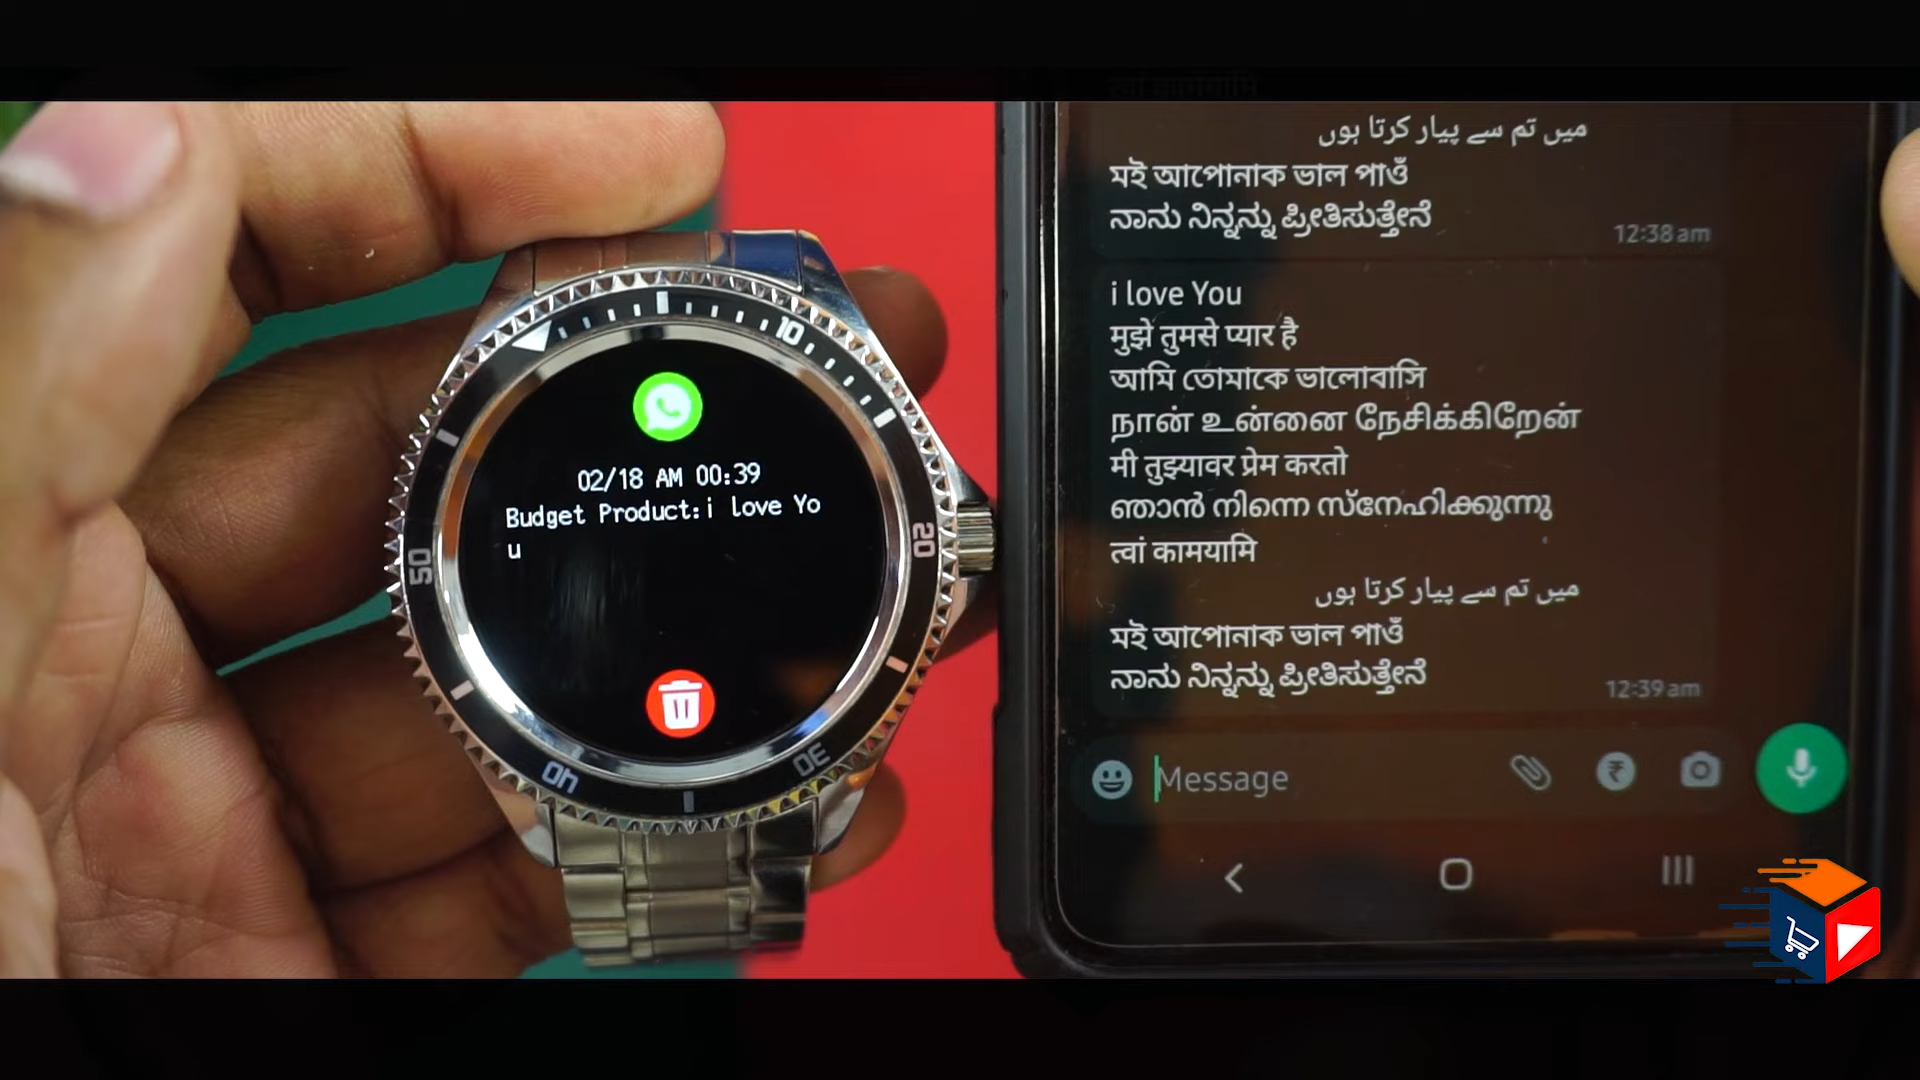 10
20
30
40
50
02/18 AM 00:39
Budget Product:i love Yo
u
میں تم سے پیار کرتا ہوں
মই আপোনাক ভাল পাওঁ
ನಾನು ನಿನ್ನನ್ನು ಪ್ರೀತಿಸುತ್ತೇನೆ
12:38 am
i love You
मुझे तुमसे प्यार है
আমি তোমাকে ভালোবাসি
நான் உன்னை நேசிக்கிறேன்
मी तुझ्यावर प्रेम करतो
ഞാൻ നിന്നെ സ്നേഹിക്കുന്നു
त्वां कामयामि
میں تم سے پیار کرتا ہوں
মই আপোনাক ভাল পাওঁ
ನಾನು ನಿನ್ನನ್ನು ಪ್ರೀತಿಸುತ್ತೇನೆ
12:39 am
Message